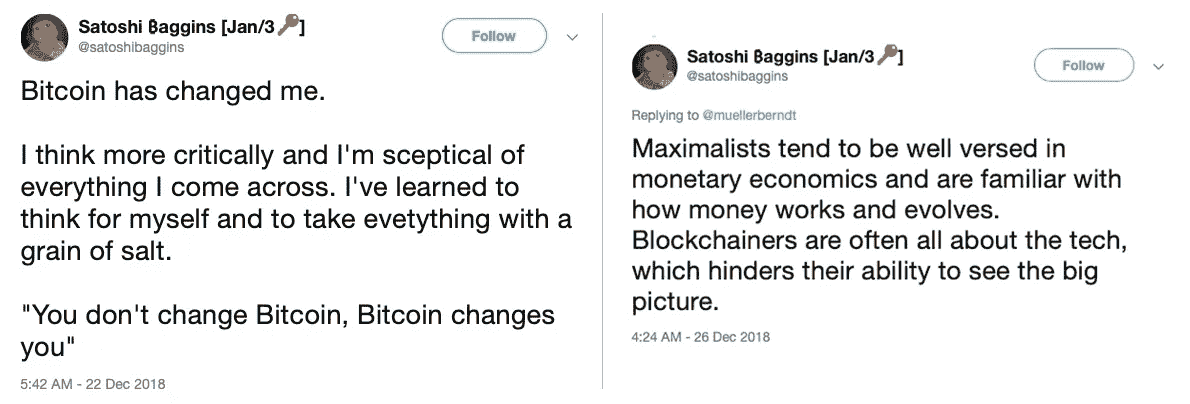 Satoshi ₿aggins [Jan/3🔑]
@satoshibaggins
Follow
Bitcoin has changed me.
I think more critically and I'm sceptical of
everything I come across. I've learned to
think for myself and to take evetything with a
grain of salt.
"You don't change Bitcoin, Bitcoin changes
you"
5:42 AM - 22 Dec 2018
Satoshi ₿aggins [Jan/3🔑]
@satoshibaggins
Follow
Replying to @muellerberndt
Maximalists tend to be well versed in
monetary economics and are familiar with
how money works and evolves.
Blockchainers are often all about the tech,
which hinders their ability to see the big
picture.
4:24 AM - 26 Dec 2018